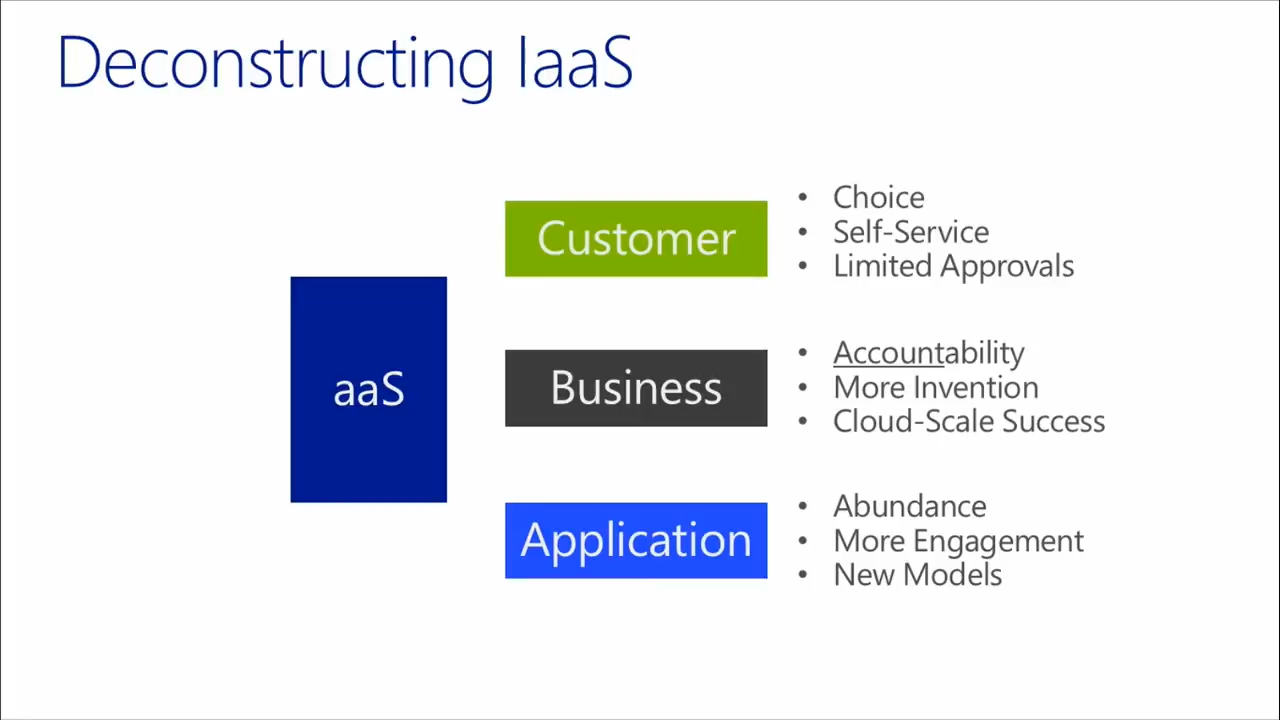 Deconstructing IaaS
Customer
• Choice
• Self-Service
• Limited Approvals
aaS
Business
• Accountability
• More Invention
• Cloud-Scale Success
Application
• Abundance
• More Engagement
• New Models